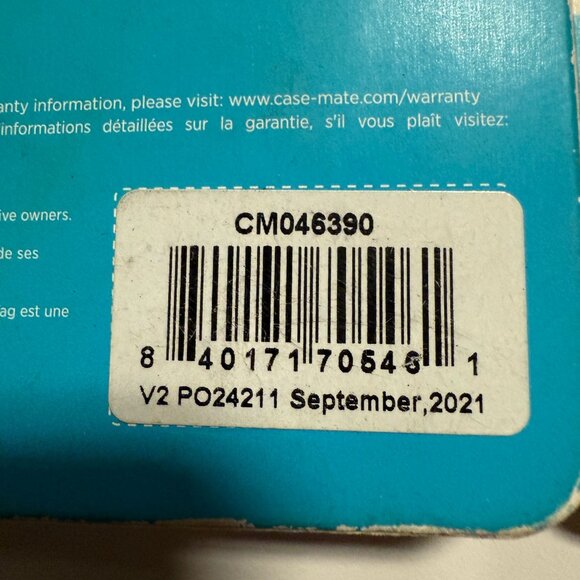 anty information, please visit: www.case-mate.com/warranty
'informations détaillées sur la garantie, s'il vous plaît visitez:
ive owners.
de ses
ag est une
CM046390
8 40171 70546 1
V2 PO24211 September,2021